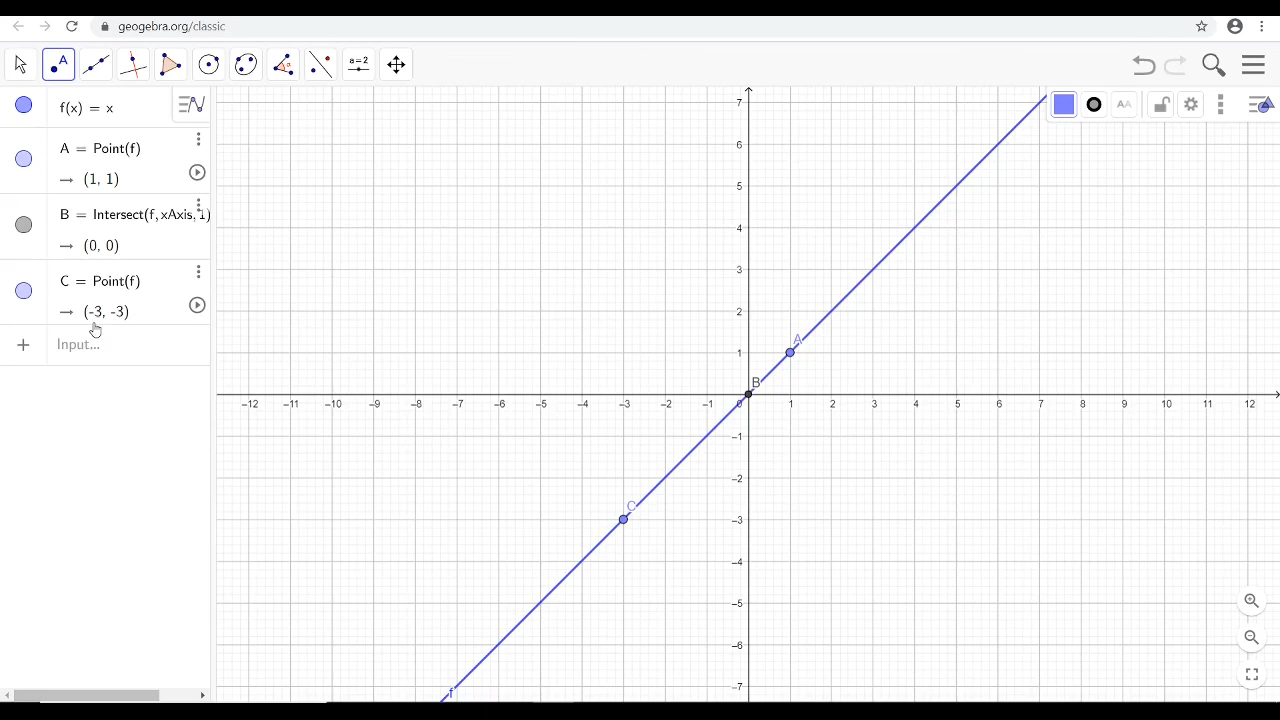 geogebra.org/classic
A
α
a=2
f(x) = x
AA
A = Point(f)
→ (1, 1)
B = Intersect(f, xAxis, 1)
→ (0, 0)
C = Point(f)
→ (-3, -3)
+ Input...
7
6
5
4
3
2
1
A
B
−12 −11 −10 −9 −8 −7 −6 −5 −4 −3 −2 −1 0 1 2 3 4 5 6 7 8 9 10 11 12
−1
−2
C
−3
−4
−5
−6
−7
f